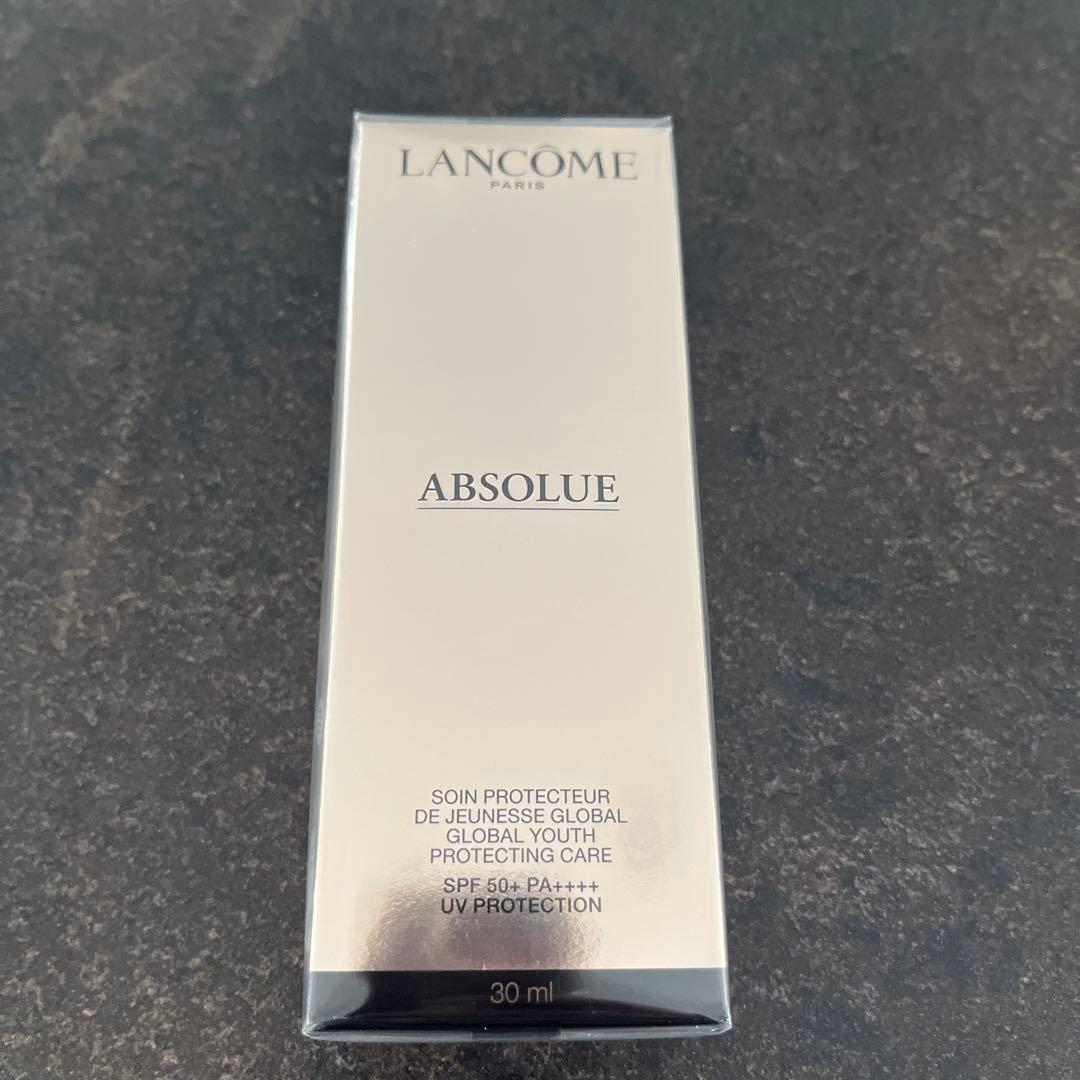 LANCÔME
PARIS
ABSOLUE
SOIN PROTECTEUR
DE JEUNESSE GLOBAL
GLOBAL YOUTH
PROTECTING CARE
SPF 50+ PA++++
UV PROTECTION
30 ml